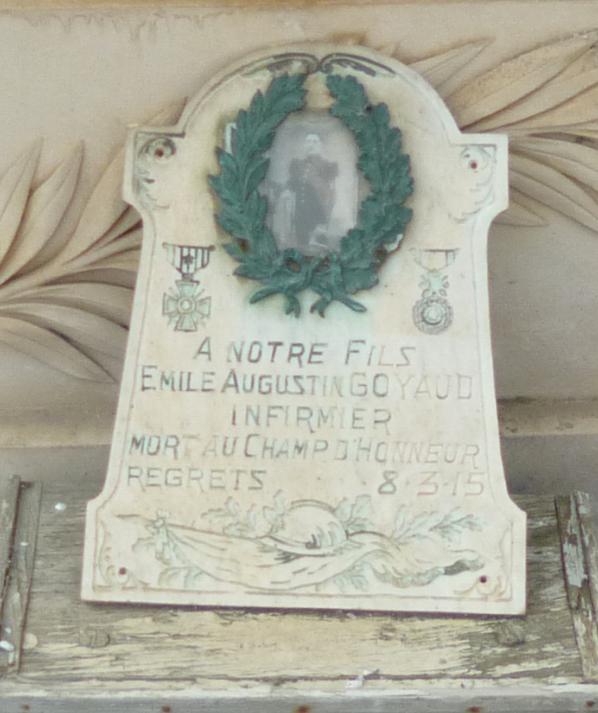 A NOTRE FILS
EMILE AUGUSTIN GOYAUD
INFIRMIER
MORT AU CHAMP D'HONNEUR
REGRETS 8-3-15